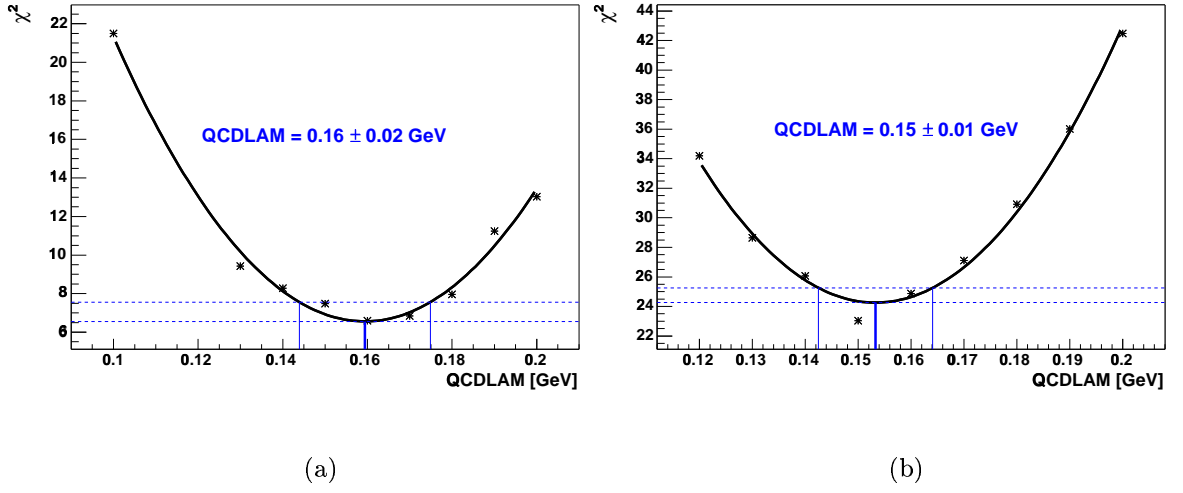 χ²
22
20
18
16
14
12
10
8
6
QCDLAM = 0.16 ± 0.02 GeV
0.1 0.12 0.14 0.16 0.18 0.2
QCDLAM [GeV]
(a)
χ²
44
42
40
38
36
34
32
30
28
26
24
22
QCDLAM = 0.15 ± 0.01 GeV
0.12 0.13 0.14 0.15 0.16 0.17 0.18 0.19 0.2
QCDLAM [GeV]
(b)